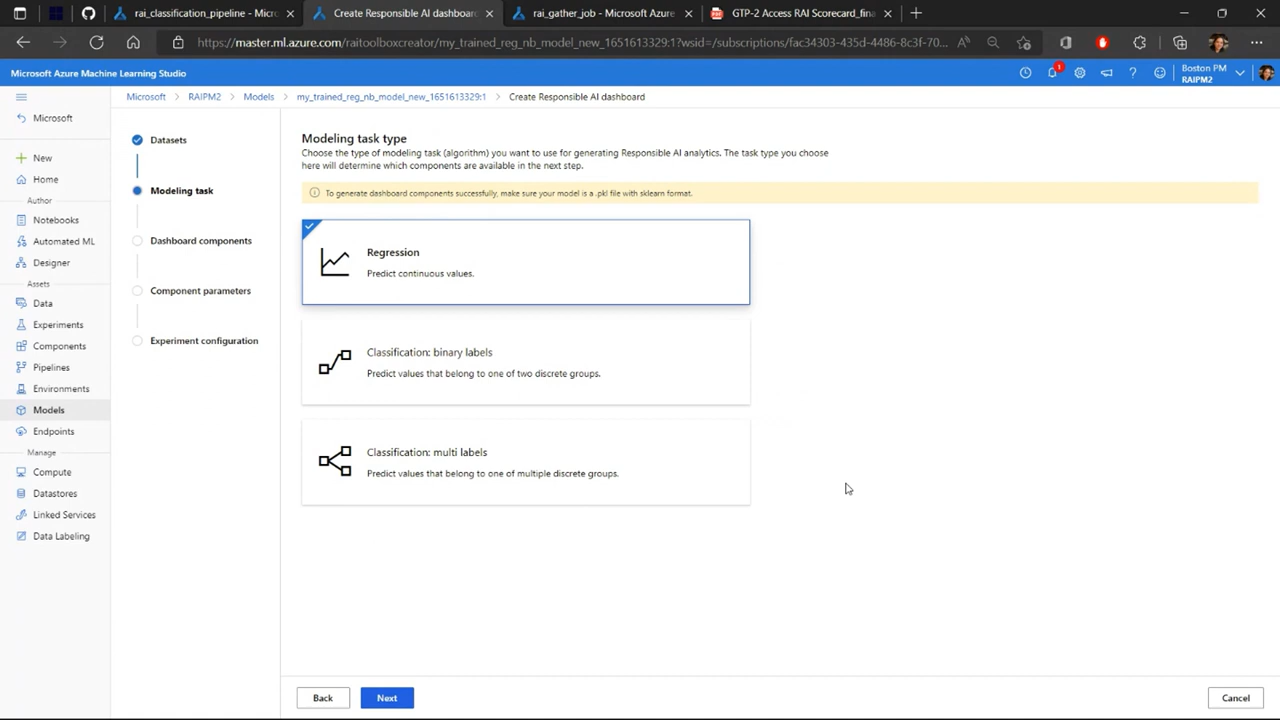 rai_classification_pipeline - Micro
Create Responsible AI dashboard
rai_gather_job - Microsoft Azure
GTP-2 Access RAI Scorecard_fina
https://master.ml.azure.com/raitoolboxcreator/my_trained_reg_nb_model_new_1651613329:1?wsid=/subscriptions/fac34303-435d-4486-8c3f-70...
Microsoft Azure Machine Learning Studio
1
Boston PM
RAIPM2
Microsoft
RAIPM2
Models
my_trained_reg_nb_model_new_1651613329:1
Create Responsible AI dashboard
Microsoft
New
Home
Author
Notebooks
Automated ML
Designer
Assets
Data
Experiments
Components
Pipelines
Environments
Models
Endpoints
Manage
Compute
Datastores
Linked Services
Data Labeling
Datasets
Modeling task
Dashboard components
Component parameters
Experiment configuration
Modeling task type
Choose the type of modeling task (algorithm) you want to use for generating Responsible AI analytics. The task type you choose
here will determine which components are available in the next step.
To generate dashboard components successfully, make sure your model is a .pkl file with sklearn format.
Regression
Predict continuous values.
Classification: binary labels
Predict values that belong to one of two discrete groups.
Classification: multi labels
Predict values that belong to one of multiple discrete groups.
Back
Next
Cancel